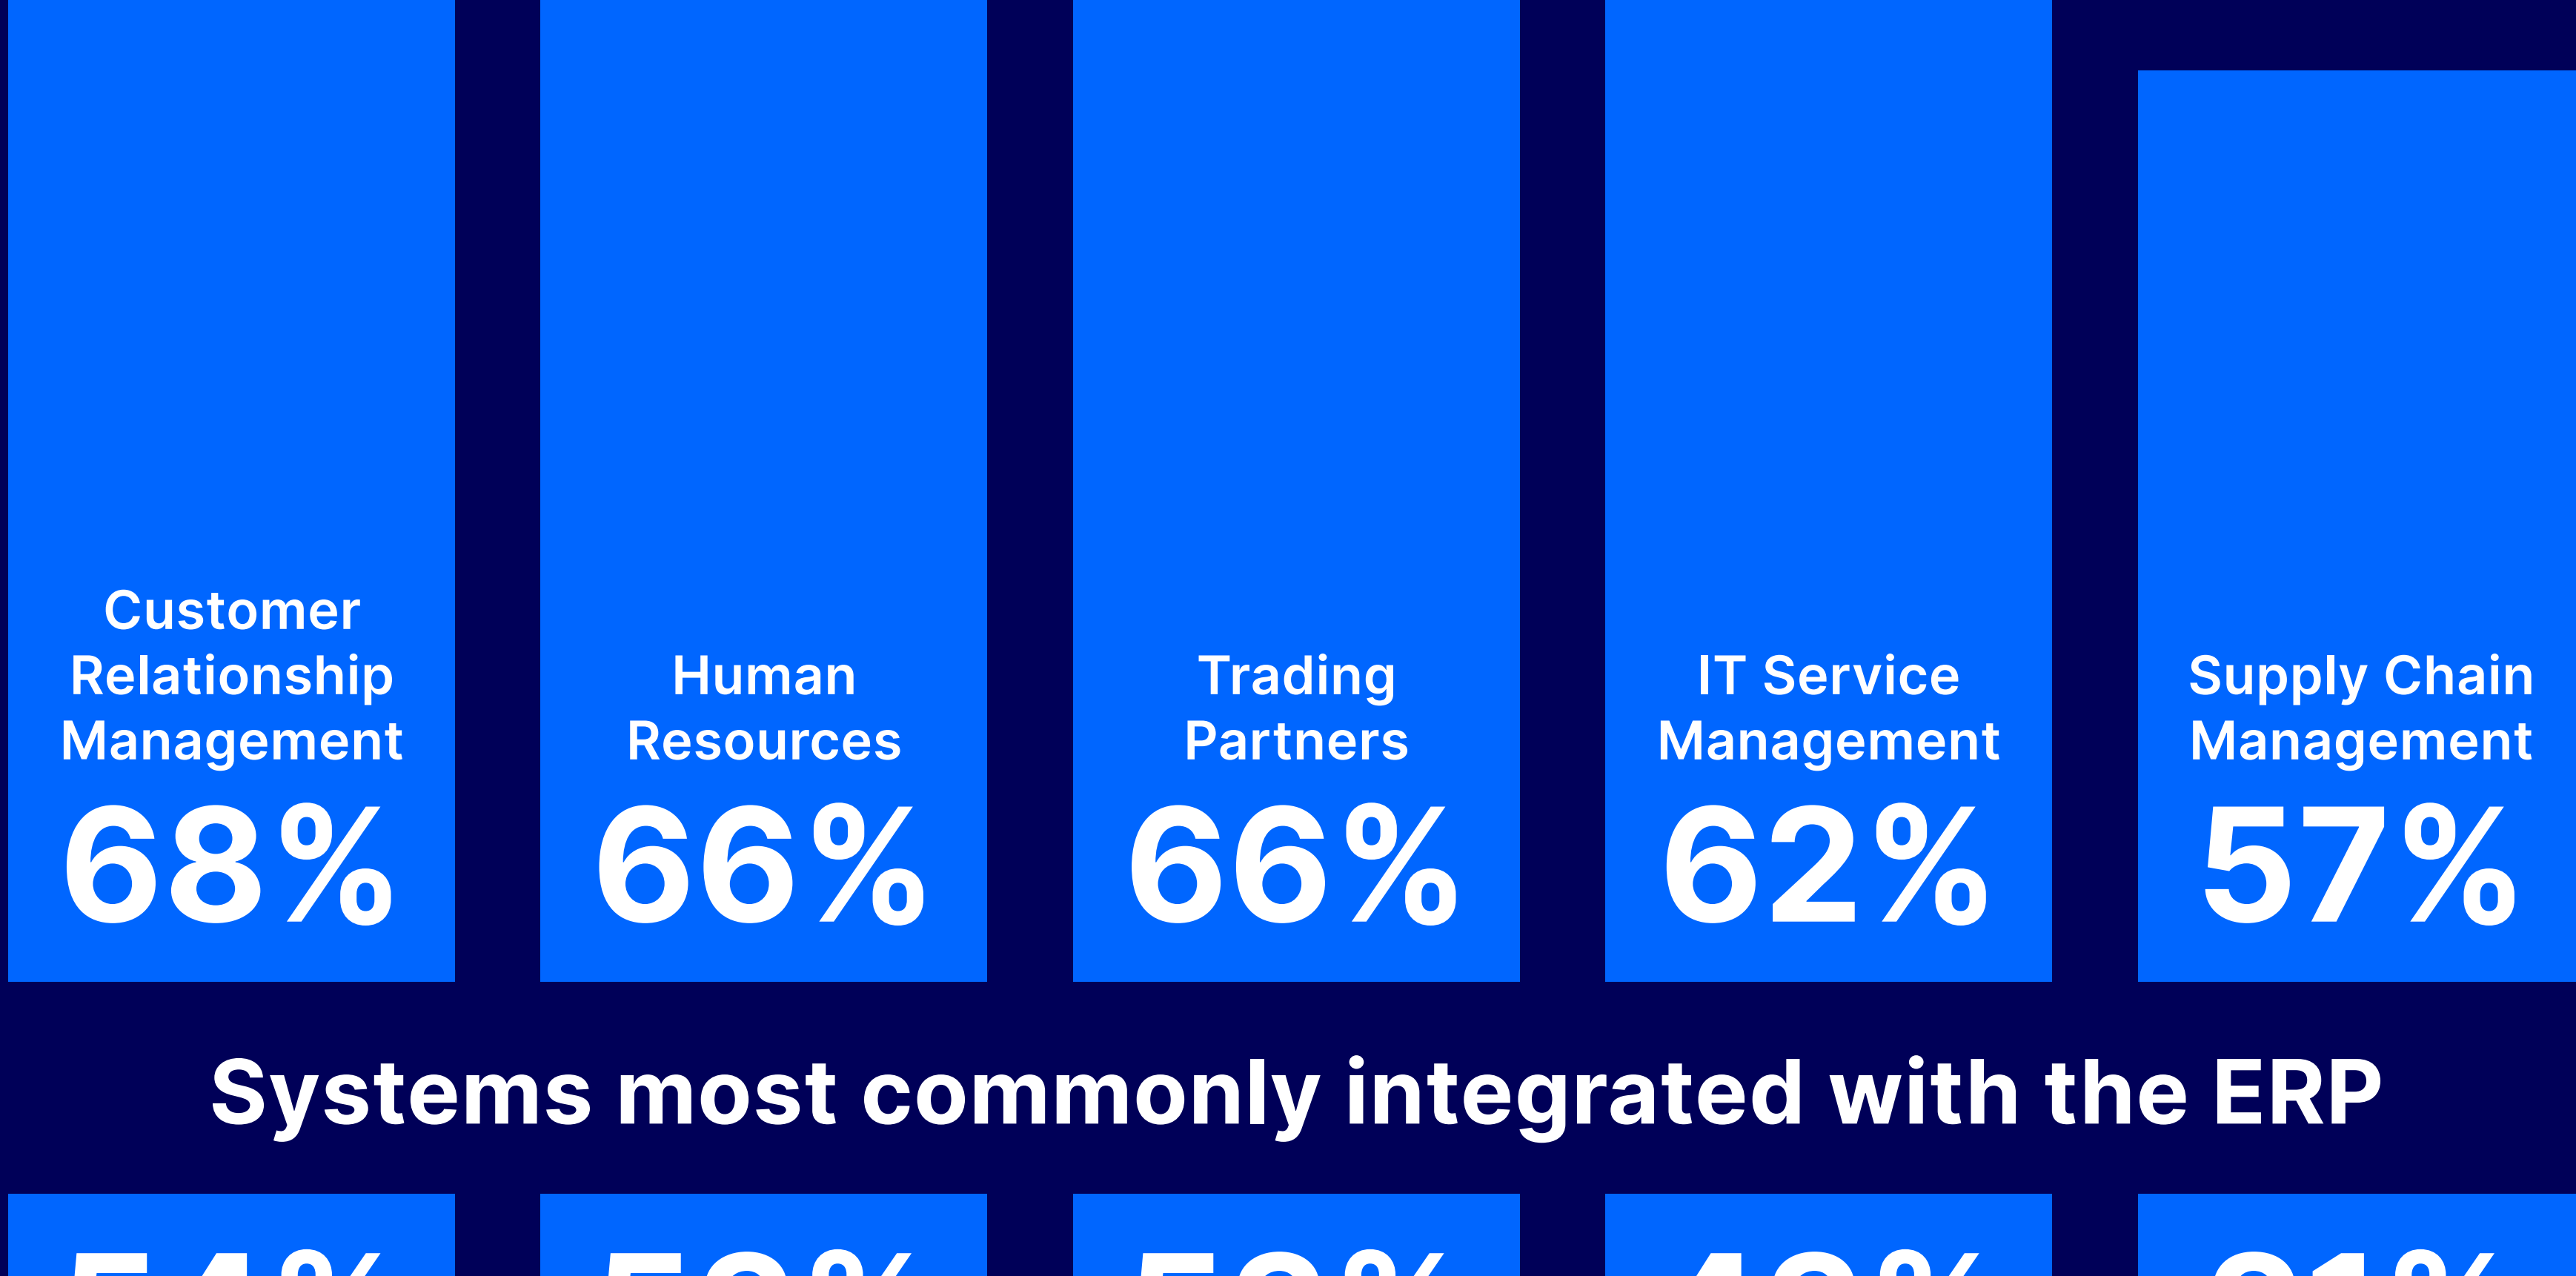 Customer
Relationship
Management
68%
Human
Resources
66%
Trading
Partners
66%
IT Service
Management
62%
Supply Chain
Management
57%
Systems most commonly integrated with the ERP